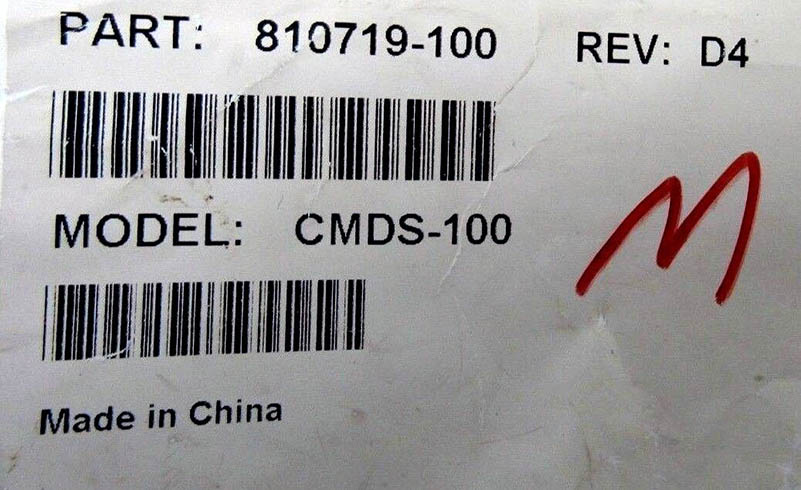 PART: 810719-100 REV: D4
M
MODEL: CMDS-100
Made in China